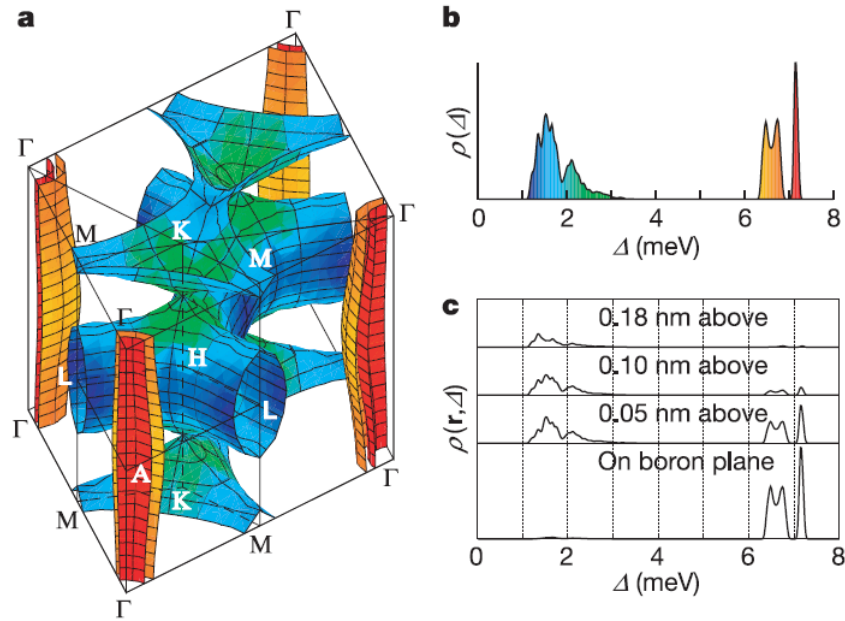 a
Γ
Γ
M
K
M
Γ
Γ
H
L
L
Γ
A
K
M
M
Γ
Γ
b
ρ(Δ)
0 2 4 6 8
Δ (meV)
c
0.18 nm above
0.10 nm above
0.05 nm above
On boron plane
ρ(r,Δ)
0 2 4 6 8
Δ (meV)